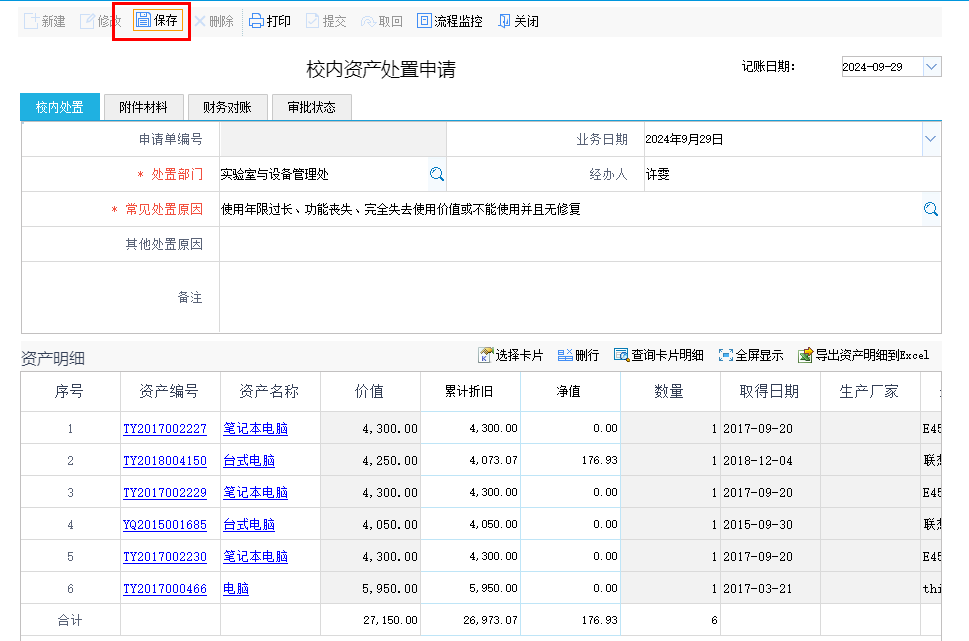 新建 修改 保存 删除 打印 提交 取回 流程监控 关闭
校内资产处置申请 记账日期： 2024-09-29
校内处置 附件材料 财务对账 审批状态
申请单编号 业务日期 2024年9月29日
* 处置部门 实验室与设备管理处 经办人 许雯
* 常见处置原因 使用年限过长、功能丧失、完全失去使用价值或不能使用并且无修复
其他处置原因
备注
资产明细 选择卡片 删行 查询卡片明细 全屏显示 导出资产明细到Excel
序号 资产编号 资产名称 价值 累计折旧 净值 数量 取得日期 生产厂家
1 TY2017002227 笔记本电脑 4,300.00 4,300.00 0.00 1 2017-09-20 E45
2 TY2018004150 台式电脑 4,250.00 4,073.07 176.93 1 2018-12-04 联想
3 TY2017002229 笔记本电脑 4,300.00 4,300.00 0.00 1 2017-09-20 E45
4 YQ2015001685 台式电脑 4,050.00 4,050.00 0.00 1 2015-09-30 联想
5 TY2017002230 笔记本电脑 4,300.00 4,300.00 0.00 1 2017-09-20 E45
6 TY2017000466 电脑 5,950.00 5,950.00 0.00 1 2017-03-21 thi
合计 27,150.00 26,973.07 176.93 6